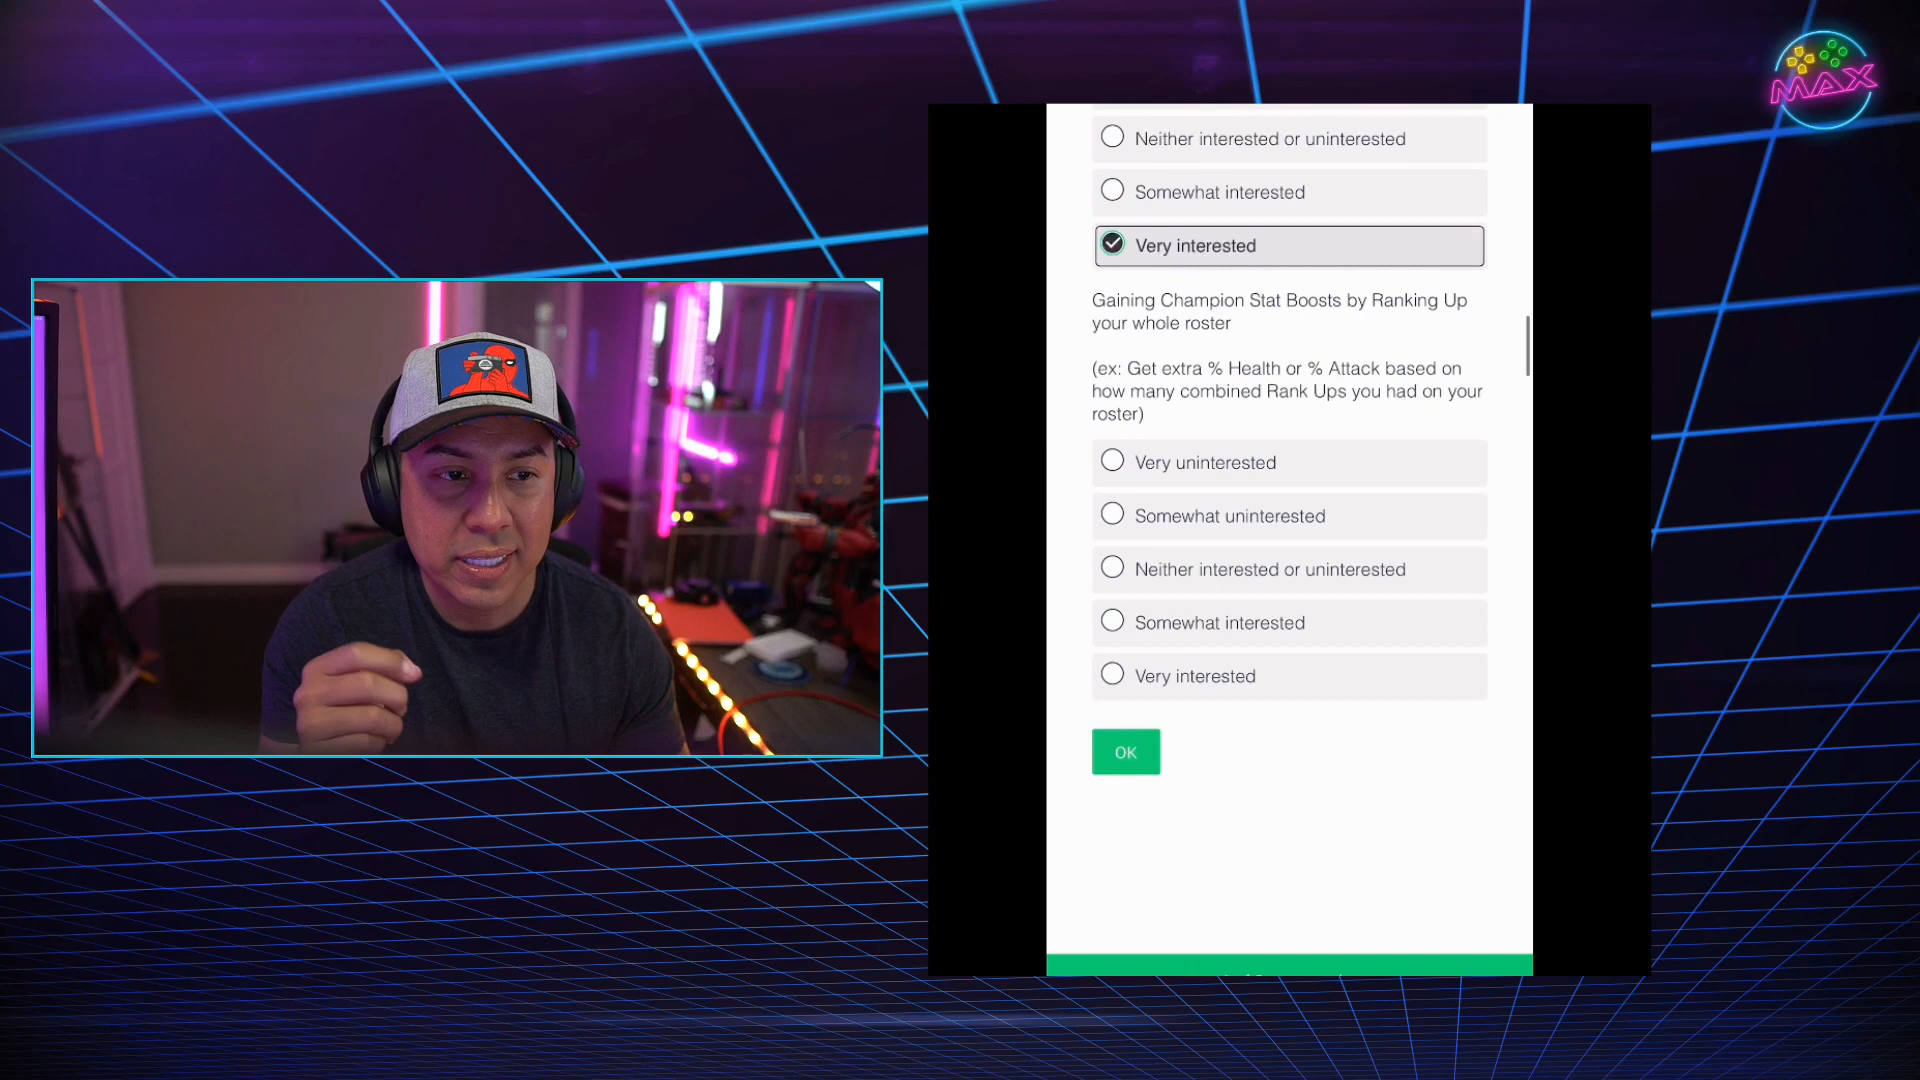 MAX
Neither interested or uninterested
Somewhat interested
Very interested
Gaining Champion Stat Boosts by Ranking Up
your whole roster
(ex: Get extra % Health or % Attack based on
how many combined Rank Ups you had on your
roster)
Very uninterested
Somewhat uninterested
Neither interested or uninterested
Somewhat interested
Very interested
OK